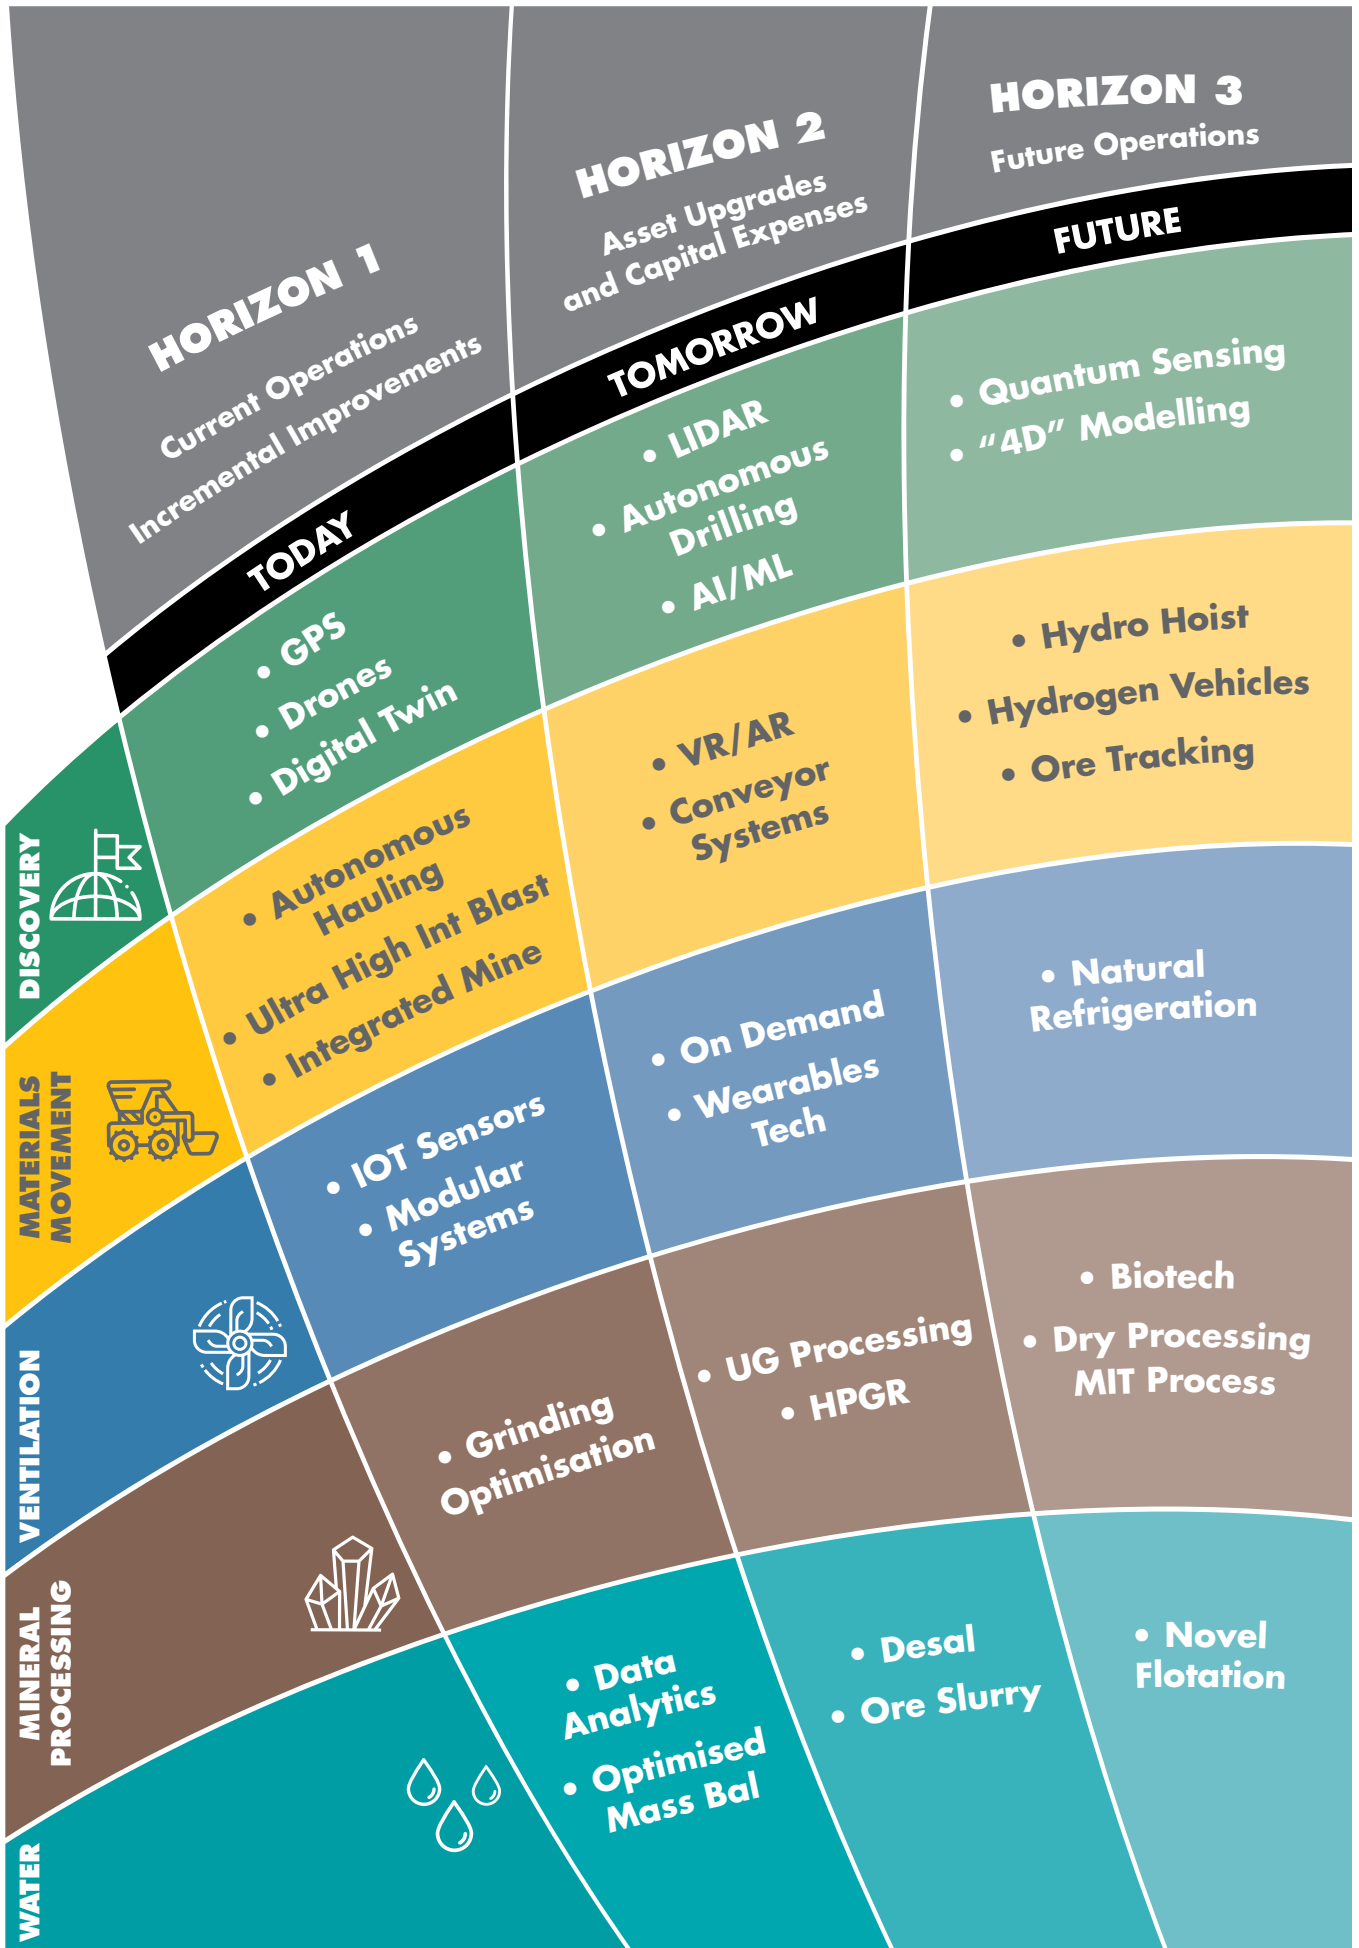 HORIZON 1
Current Operations
Incremental Improvements
HORIZON 2
Asset Upgrades
and Capital Expenses
HORIZON 3
Future Operations
TODAY
TOMORROW
FUTURE
DISCOVERY
• GPS
• Drones
• Digital Twin
• LIDAR
• Autonomous
Drilling
• AI/ML
• Quantum Sensing
• “4D” Modelling
MATERIALS
MOVEMENT
• Autonomous
Hauling
• Ultra High Int Blast
• Integrated Mine
• VR/AR
• Conveyor
Systems
• Hydro Hoist
• Hydrogen Vehicles
• Ore Tracking
VENTILATION
• IOT Sensors
• Modular
Systems
• On Demand
• Wearables
Tech
• Natural
Refrigeration
MINERAL
PROCESSING
• Grinding
Optimisation
• UG Processing
• HPGR
• Biotech
• Dry Processing
MIT Process
WATER
• Data
Analytics
• Optimised
Mass Bal
• Desal
• Ore Slurry
• Novel
Flotation